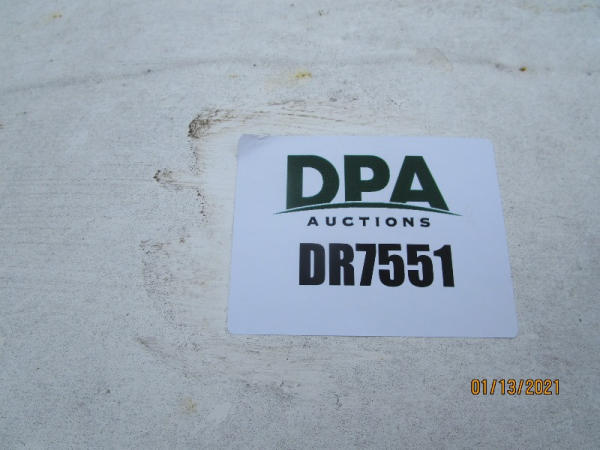 DPA
AUCTIONS
DR7551
01/13/2021